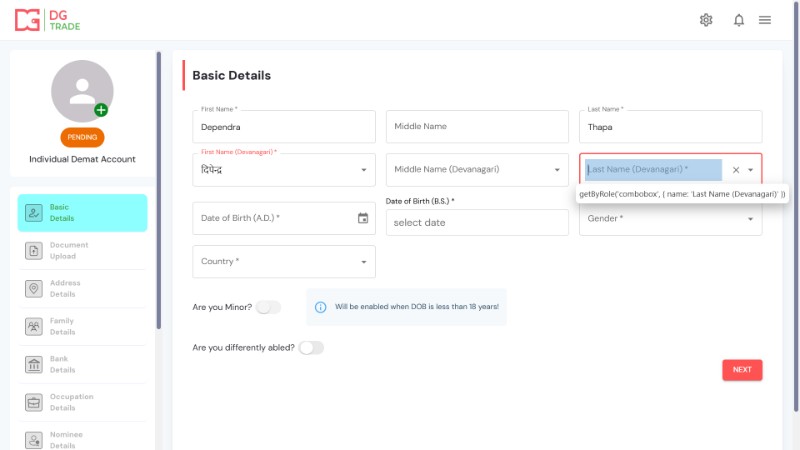 DG
TRADE
PENDING
Individual Demat Account
Basic
Details
Document
Upload
Address
Details
Family
Details
Bank
Details
Occupation
Details
Nominee
Details
Basic Details
First Name *
Dependra
Middle Name
Last Name *
Thapa
First Name (Devanagari) *
दिपेन्द्र
Middle Name (Devanagari)
Last Name (Devanagari) *
getByRole('combobox', { name: 'Last Name (Devanagari)' })
Date of Birth (A.D.) *
Date of Birth (B.S.) *
select date
Gender *
Country *
Are you Minor?
Will be enabled when DOB is less than 18 years!
Are you differently abled?
NEXT